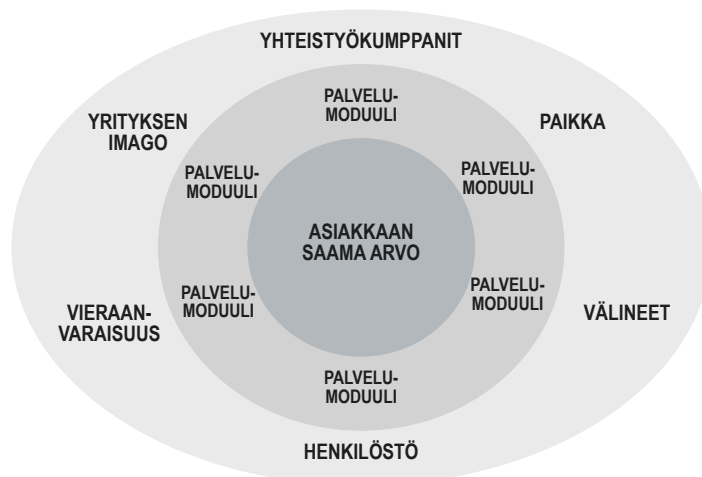 YHTEISTYÖKUMPPANIT
PALVELU-
MODUULI
YRITYKSEN
IMAGO
PAIKKA
PALVELU-
MODUULI
PALVELU-
MODUULI
ASIAKKAAN
SAAMA ARVO
PALVELU-
MODUULI
PALVELU-
MODUULI
VIERAAN-
VARAISUUS
VÄLINEET
PALVELU-
MODUULI
HENKILÖSTÖ